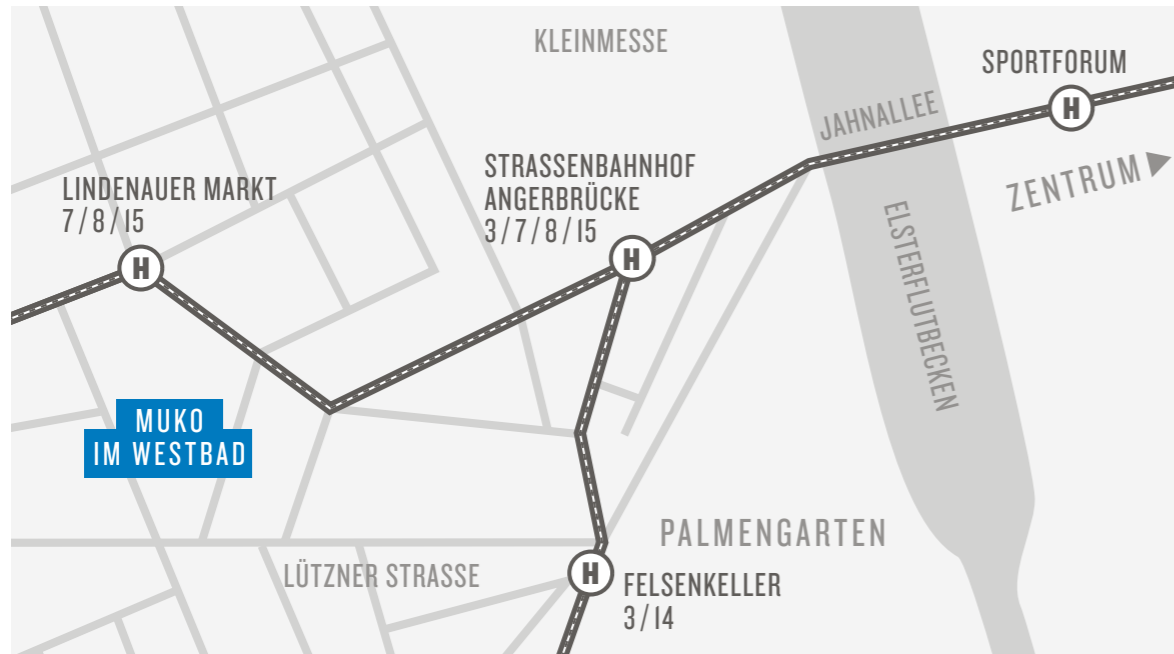 KLEINMESSE
SPORTFORUM
H
JAHNALLEE
ZENTRUM
STRASSENBAHNHOF
ANGERBRÜCKE
3/7/8/15
H
LINDENAUER MARKT
7/8/15
H
ELSTERFLUTBECKEN
MUKO
IM WESTBAD
PALMENGARTEN
LÜTZNER STRASSE
H
FELSENKELLER
3/14